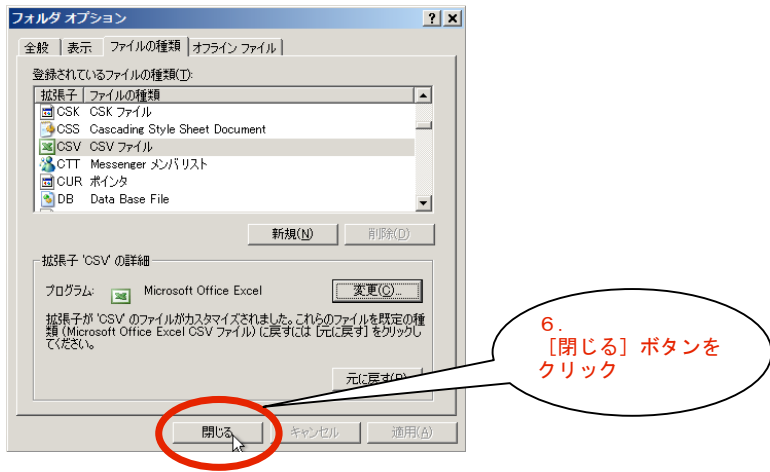 フォルダ オプション
全般 表示 ファイルの種類 オフライン ファイル
登録されているファイルの種類(T):
拡張子 ファイルの種類
CSK CSK ファイル
CSS Cascading Style Sheet Document
CSV CSV ファイル
CTT Messenger メンバ リスト
CUR ポインタ
DB Data Base File
新規(N) 削除(D)
拡張子 'CSV' の詳細
プログラム: Microsoft Office Excel 変更(C)...
拡張子が 'CSV' のファイルがカスタマイズされました。これらのファイルを既定の種
類 (Microsoft Office Excel CSV ファイル) に戻すには [元に戻す] をクリックし
てください。
元に戻す(R)
閉じる キャンセル 適用(A)
６．
［閉じる］ボタンを
クリック